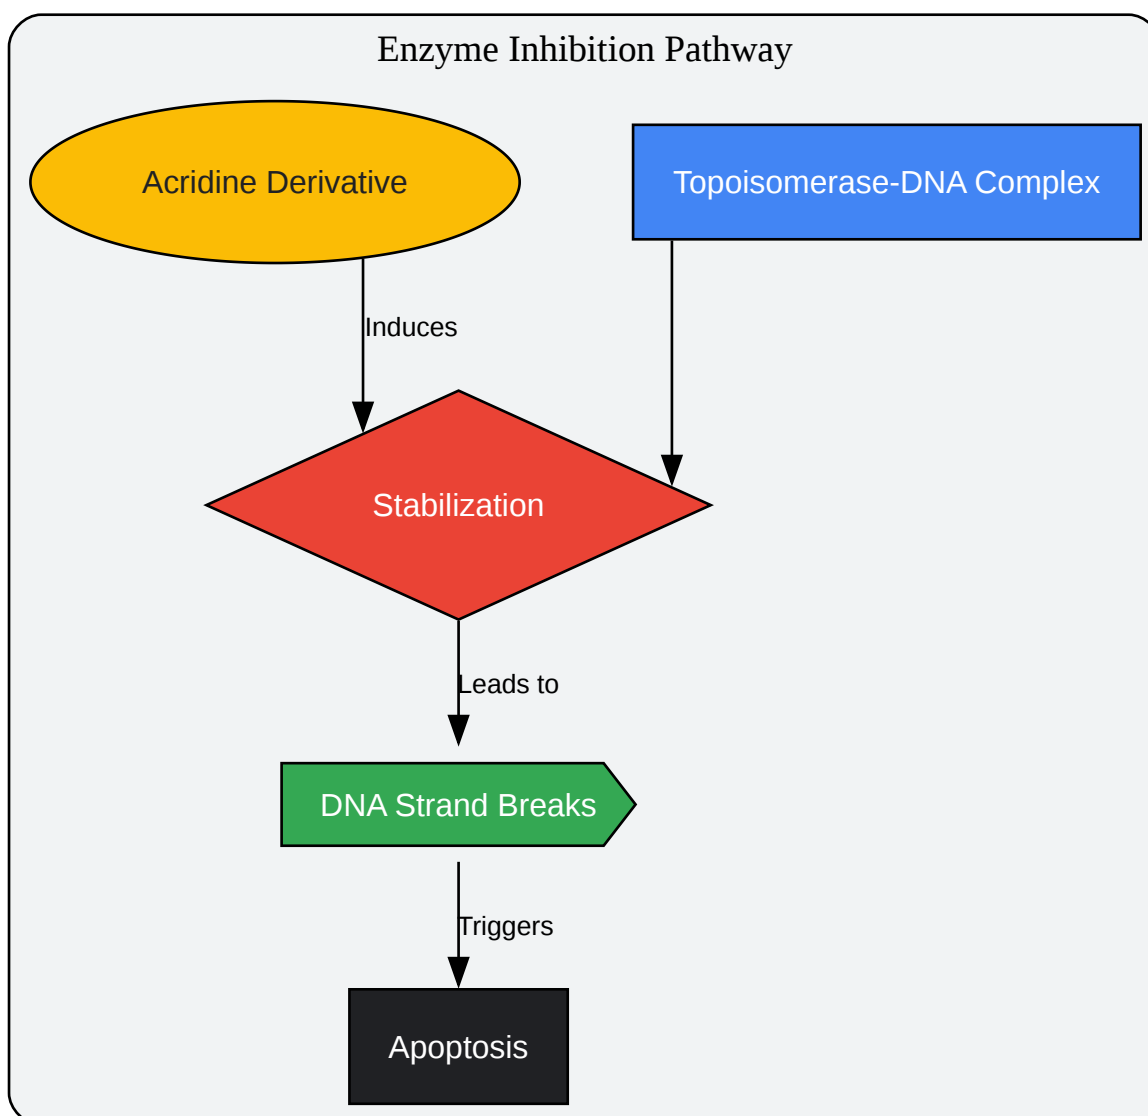 Enzyme Inhibition Pathway
Acridine Derivative
Topoisomerase-DNA Complex
Induces
Stabilization
Leads to
DNA Strand Breaks
Triggers
Apoptosis